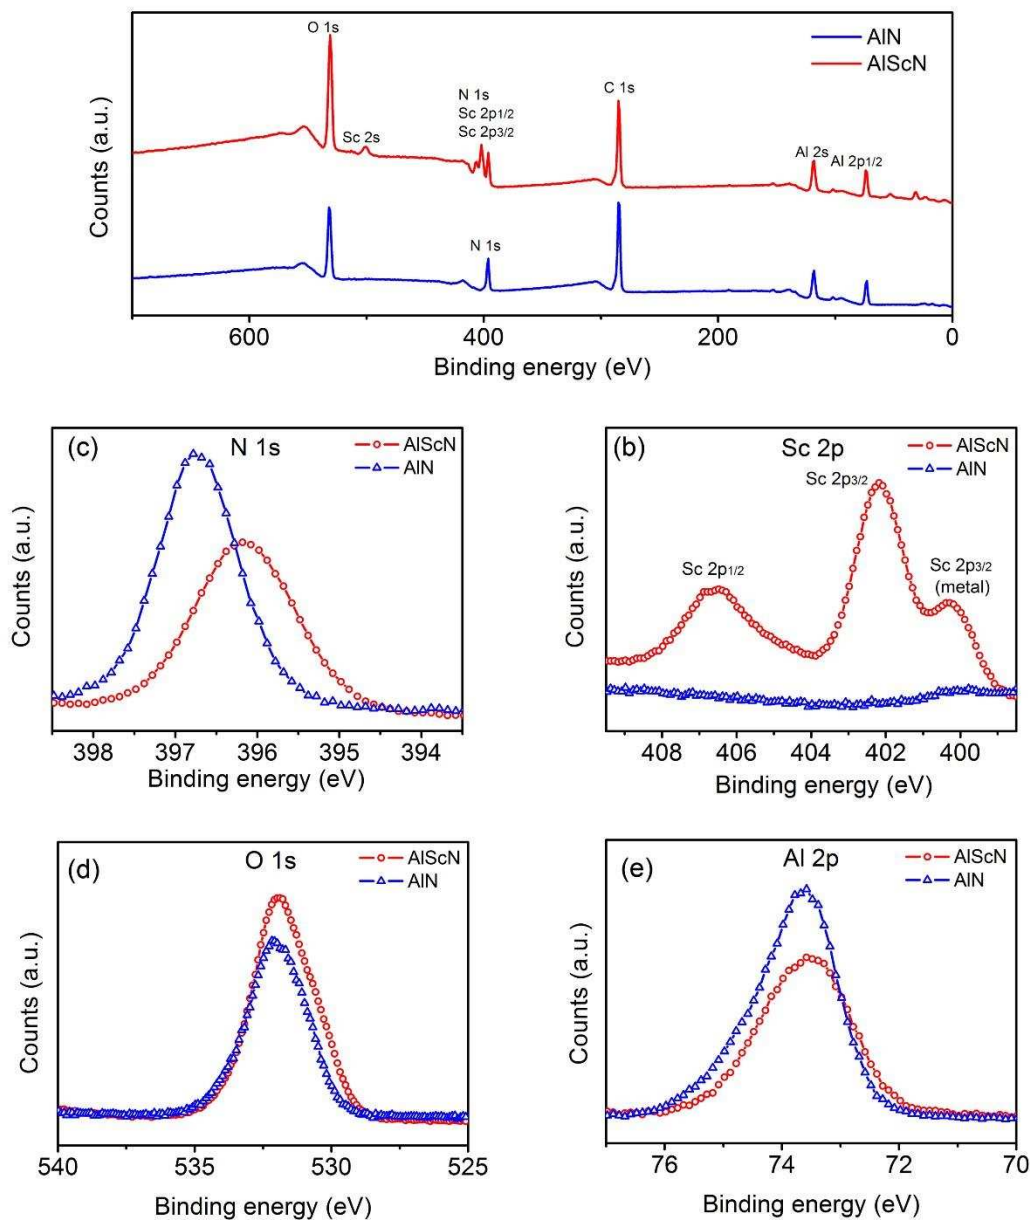 O 1s
AlN
AlScN
N 1s
Sc 2p1/2
Sc 2p3/2
C 1s
Sc 2s
Al 2s
Al 2p1/2
N 1s
Counts (a.u.)
600
400
200
0
Binding energy (eV)
(c)
N 1s
AlScN
AlN
Counts (a.u.)
398
397
396
395
394
Binding energy (eV)
(b)
Sc 2p
AlScN
AlN
Sc 2p3/2
Sc 2p1/2
Sc 2p3/2
(metal)
Counts (a.u.)
408
406
404
402
400
Binding energy (eV)
(d)
O 1s
AlScN
AlN
Counts (a.u.)
540
535
530
525
Binding energy (eV)
(e)
Al 2p
AlScN
AlN
Counts (a.u.)
76
74
72
70
Binding energy (eV)